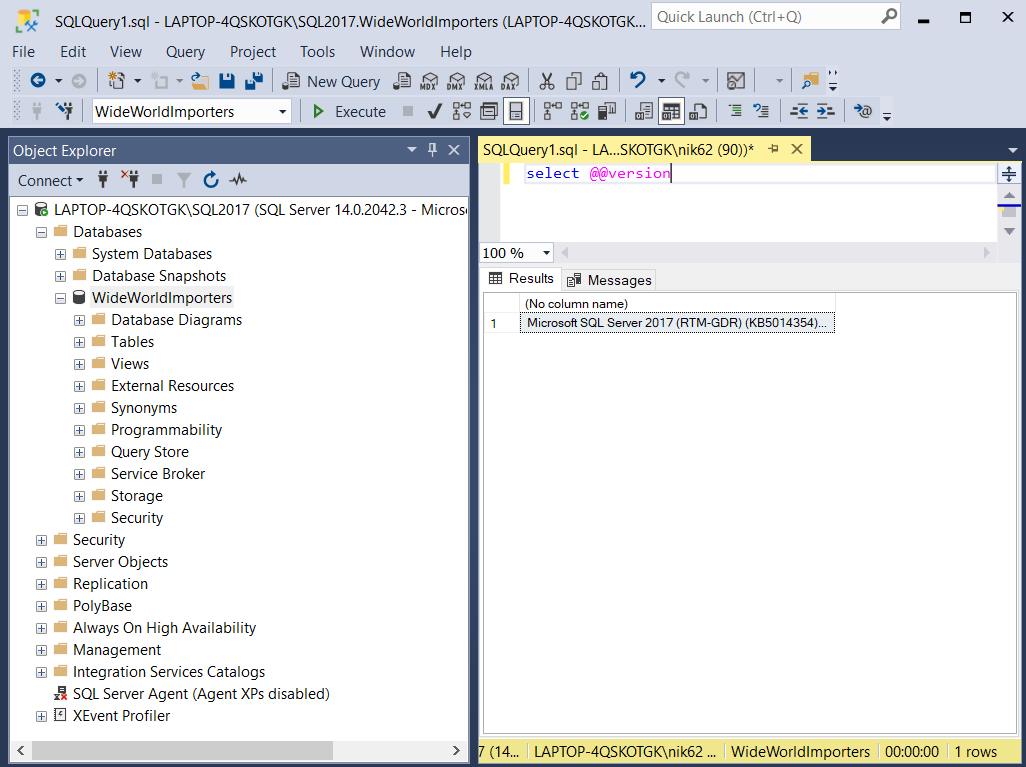 SQLQuery1.sql - LAPTOP-4QSKOTGK\SQL2017.WideWorldImporters (LAPTOP-4QSKOTGK...
Quick Launch (Ctrl+Q)
File Edit View Query Project Tools Window Help
New Query MDX DMX XMLA DAX
WideWorldImporters Execute
Object Explorer
Connect
LAPTOP-4QSKOTGK\SQL2017 (SQL Server 14.0.2042.3 - Micros
Databases
System Databases
Database Snapshots
WideWorldImporters
Database Diagrams
Tables
Views
External Resources
Synonyms
Programmability
Query Store
Service Broker
Storage
Security
Security
Server Objects
Replication
PolyBase
Always On High Availability
Management
Integration Services Catalogs
SQL Server Agent (Agent XPs disabled)
XEvent Profiler
SQLQuery1.sql - LA...SKOTGK\nik62 (90))*
select @@version
100 %
Results Messages
(No column name)
1 Microsoft SQL Server 2017 (RTM-GDR) (KB5014354)...
7 (14... LAPTOP-4QSKOTGK\nik62 ... WideWorldImporters 00:00:00 1 rows